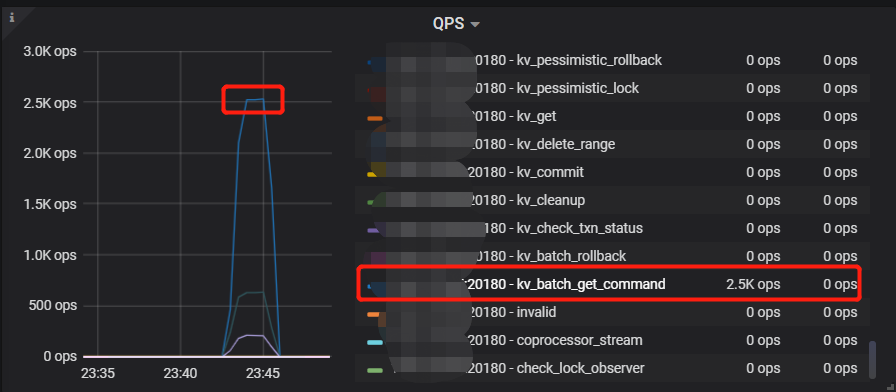 i
QPS
3.0K ops
2.5K ops
2.0K ops
1.5K ops
1.0K ops
500 ops
0 ops
23:35 23:40 23:45
20180 - kv_pessimistic_rollback 0 ops 0 ops
20180 - kv_pessimistic_lock 0 ops 0 ops
20180 - kv_get 0 ops 0 ops
20180 - kv_delete_range 0 ops 0 ops
20180 - kv_commit 0 ops 0 ops
20180 - kv_cleanup 0 ops 0 ops
20180 - kv_check_txn_status 0 ops 0 ops
20180 - kv_batch_rollback 0 ops 0 ops
:20180 - kv_batch_get_command 2.5K ops 0 ops
20180 - invalid 0 ops 0 ops
20180 - coprocessor_stream 0 ops 0 ops
20180 - check_lock_observer 0 ops 0 ops